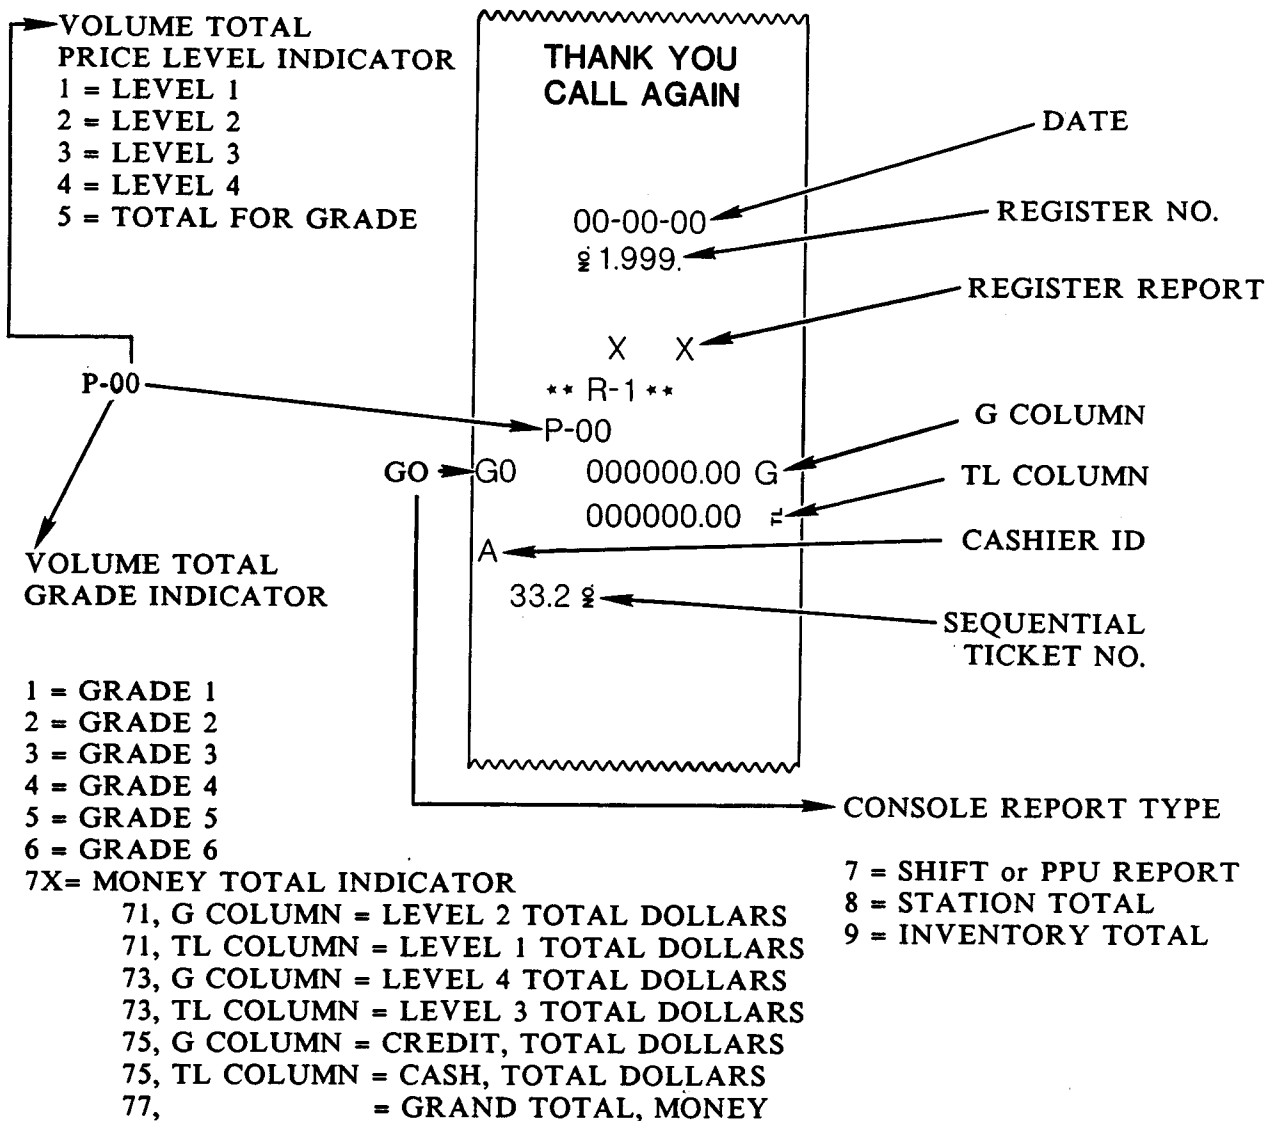 VOLUME TOTAL
PRICE LEVEL INDICATOR
1 = LEVEL 1
2 = LEVEL 2
3 = LEVEL 3
4 = LEVEL 4
5 = TOTAL FOR GRADE
P-00
VOLUME TOTAL
GRADE INDICATOR
1 = GRADE 1
2 = GRADE 2
3 = GRADE 3
4 = GRADE 4
5 = GRADE 5
6 = GRADE 6
7X= MONEY TOTAL INDICATOR
71, G COLUMN = LEVEL 2 TOTAL DOLLARS
71, TL COLUMN = LEVEL 1 TOTAL DOLLARS
73, G COLUMN = LEVEL 4 TOTAL DOLLARS
73, TL COLUMN = LEVEL 3 TOTAL DOLLARS
75, G COLUMN = CREDIT, TOTAL DOLLARS
75, TL COLUMN = CASH, TOTAL DOLLARS
77, = GRAND TOTAL, MONEY
THANK YOU
CALL AGAIN
00-00-00
NO. 1.999.
X X
** R-1 **
P-00
GO
G0 000000.00 G
000000.00 TL
A
33.2 NO.
DATE
REGISTER NO.
REGISTER REPORT
G COLUMN
TL COLUMN
CASHIER ID
SEQUENTIAL
TICKET NO.
CONSOLE REPORT TYPE
7 = SHIFT or PPU REPORT
8 = STATION TOTAL
9 = INVENTORY TOTAL